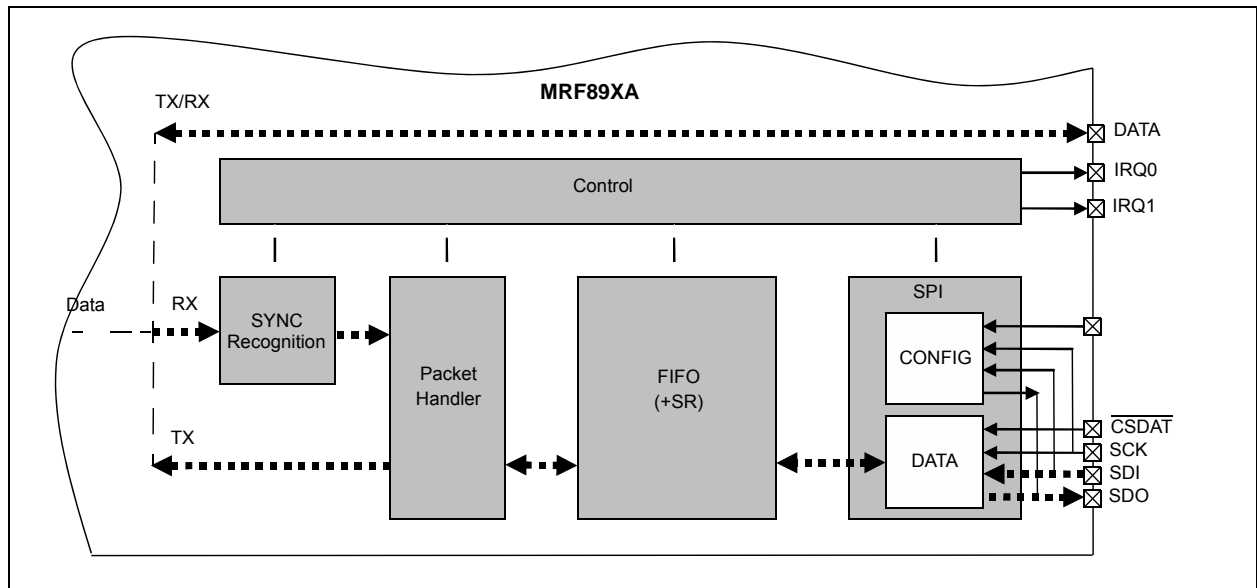 MRF89XA
TX/RX
DATA
Control
IRQ0
IRQ1
Data
RX
SYNC
Recognition
Packet
Handler
FIFO
(+SR)
SPI
CONFIG
DATA
TX
CSDAT
SCK
SDI
SDO